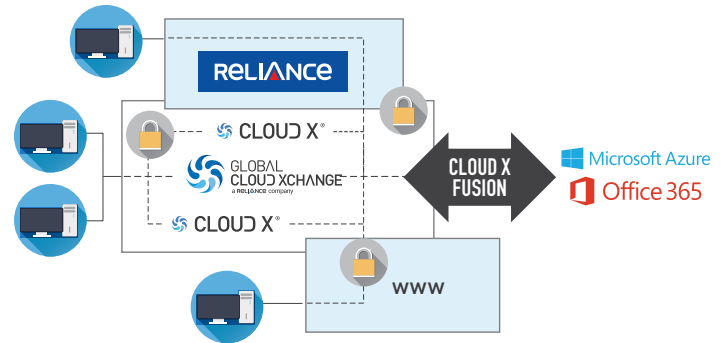 RELIANCE
CLOUD X®
GLOBAL
CLOUD XCHANGE
a RELIANCE company
CLOUD X®
CLOUD X
FUSION
Microsoft Azure
Office 365
www